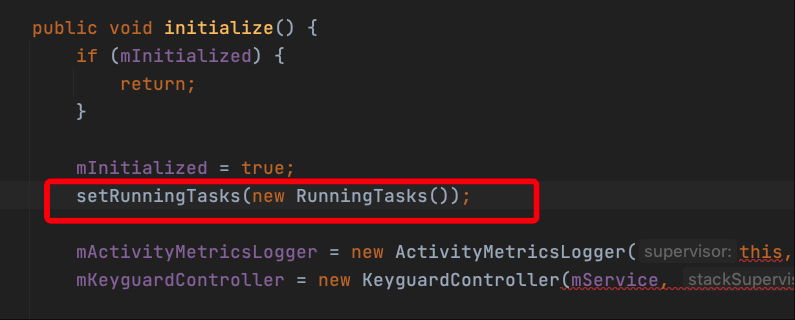 public void initialize() {
if (mInitialized) {
return;
}
mInitialized = true;
setRunningTasks(new RunningTasks());
mActivityMetricsLogger = new ActivityMetricsLogger( supervisor: this,
mKeyguardController = new KeyguardController(mService, stackSupervi